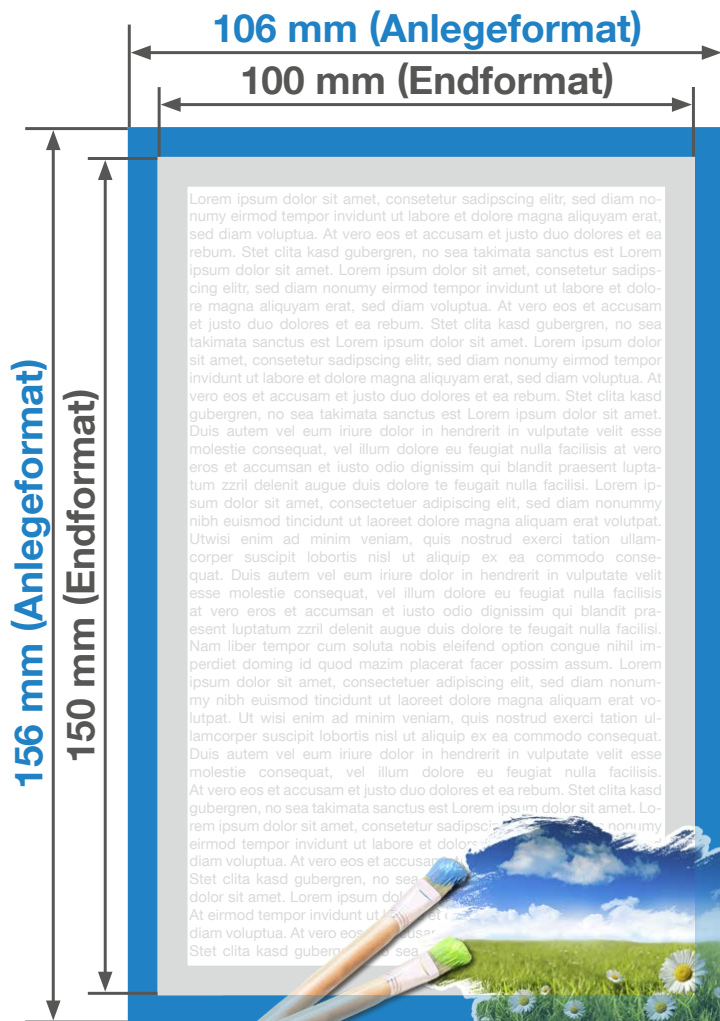 106 mm (Anlegeformat)
100 mm (Endformat)
156 mm (Anlegeformat)
150 mm (Endformat)
Lorem ipsum dolor sit amet, consetetur sadipscing elitr, sed diam no-
numy eirmod tempor invidunt ut labore et dolore magna aliquyam erat,
sed diam voluptua. At vero eos et accusam et justo duo dolores et ea
rebum. Stet clita kasd gubergren, no sea takimata sanctus est Lorem
ipsum dolor sit amet. Lorem ipsum dolor sit amet, consetetur sadips-
cing elitr, sed diam nonumy eirmod tempor invidunt ut labore et dolo-
re magna aliquyam erat, sed diam voluptua. At vero eos et accusam
et justo duo dolores et ea rebum. Stet clita kasd gubergren, no sea
takimata sanctus est Lorem ipsum dolor sit amet. Lorem ipsum dolor
sit amet, consetetur sadipscing elitr, sed diam nonumy eirmod tempor
invidunt ut labore et dolore magna aliquyam erat, sed diam voluptua. At
vero eos et accusam et justo duo dolores et ea rebum. Stet clita kasd
gubergren, no sea takimata sanctus est Lorem ipsum dolor sit amet.
Duis autem vel eum iriure dolor in hendrerit in vulputate velit esse
molestie consequat, vel illum dolore eu feugiat nulla facilisis at vero
eros et accumsan et iusto odio dignissim qui blandit praesent lupta-
tum zzril delenit augue duis dolore te feugait nulla facilisi. Lorem ip-
sum dolor sit amet, consectetuer adipiscing elit, sed diam nonummy
nibh euismod tincidunt ut laoreet dolore magna aliquam erat volutpat.
Utwisi enim ad minim veniam, quis nostrud exerci tation ullam-
corper suscipit lobortis nisl ut aliquip ex ea commodo conse-
quat. Duis autem vel eum iriure dolor in hendrerit in vulputate velit
esse molestie consequat, vel illum dolore eu feugiat nulla facilisis
at vero eros et accumsan et iusto odio dignissim qui blandit pra-
esent luptatum zzril delenit augue duis dolore te feugait nulla facilisi.
Nam liber tempor cum soluta nobis eleifend option congue nihil im-
perdiet doming id quod mazim placerat facer possim assum. Lorem
ipsum dolor sit amet, consectetuer adipiscing elit, sed diam nonum-
my nibh euismod tincidunt ut laoreet dolore magna aliquam erat vo-
lutpat. Ut wisi enim ad minim veniam, quis nostrud exerci tation ul-
lamcorper suscipit lobortis nisl ut aliquip ex ea commodo consequat.
Duis autem vel eum iriure dolor in hendrerit in vulputate velit esse
molestie consequat, vel illum dolore eu feugiat nulla facilisis.
At vero eos et accusam et justo duo dolores et ea rebum. Stet clita kasd
gubergren, no sea takimata sanctus est Lorem ipsum dolor sit amet. Lo-
rem ipsum dolor sit amet, consetetur sadipsc nonumy
eirmod tempor invidunt ut labore et dolo
diam voluptua. At vero eos et accusam
Stet clita kasd gubergren, no sea
dolor sit amet. Lorem ipsum dol
At eirmod tempor invidunt ut et
diam voluptua. At vero eos
Stet clita kasd guberg sea